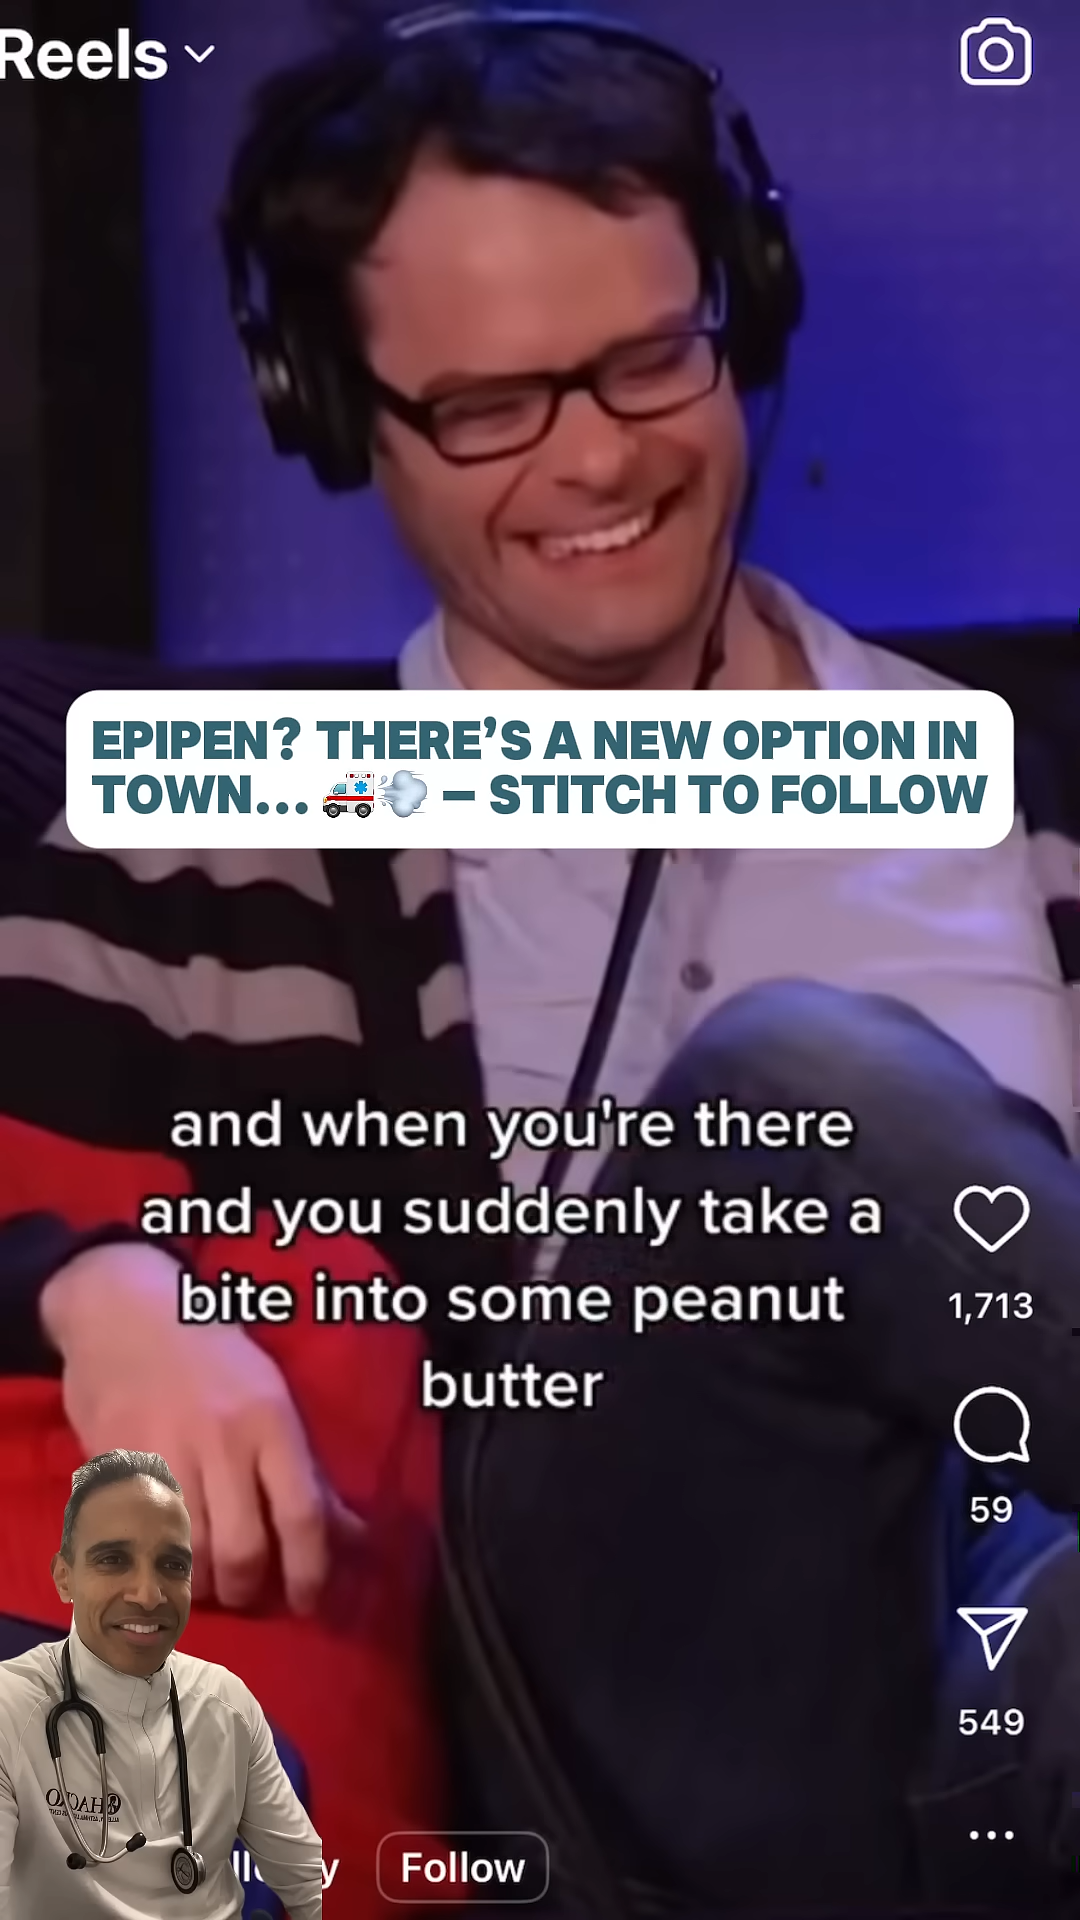 Reels
EPIPEN? THERE'S A NEW OPTION IN
TOWN... 🚑💨 – STITCH TO FOLLOW
and when you're there
and you suddenly take a
bite into some peanut
butter
1,713
59
549
Follow